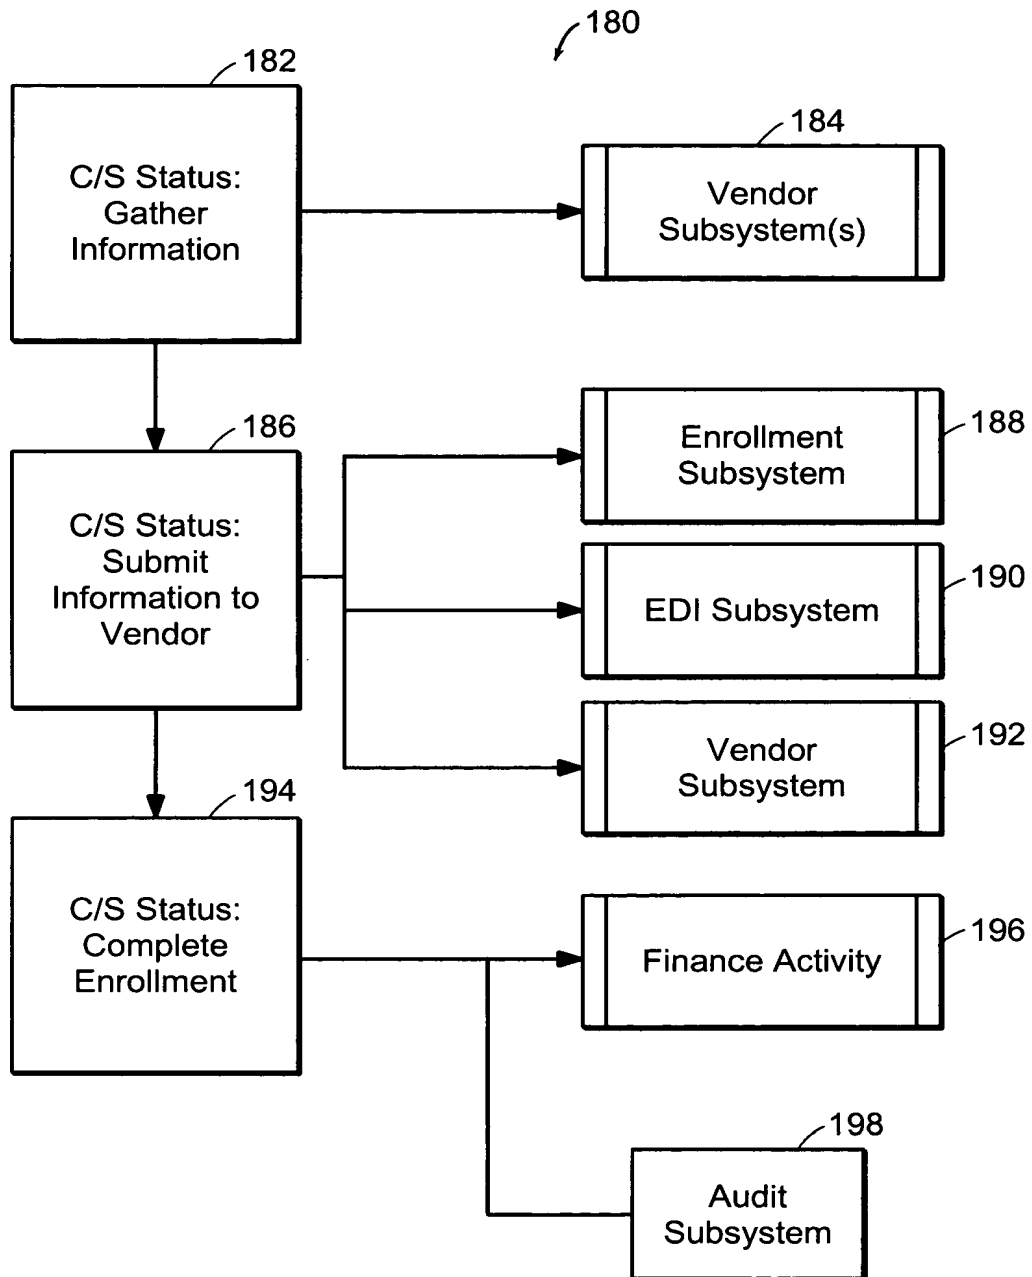 180
182
C/S Status:
Gather
Information
184
Vendor
Subsystem(s)
186
C/S Status:
Submit
Information to
Vendor
188
Enrollment
Subsystem
190
EDI Subsystem
192
Vendor
Subsystem
194
C/S Status:
Complete
Enrollment
196
Finance Activity
198
Audit
Subsystem